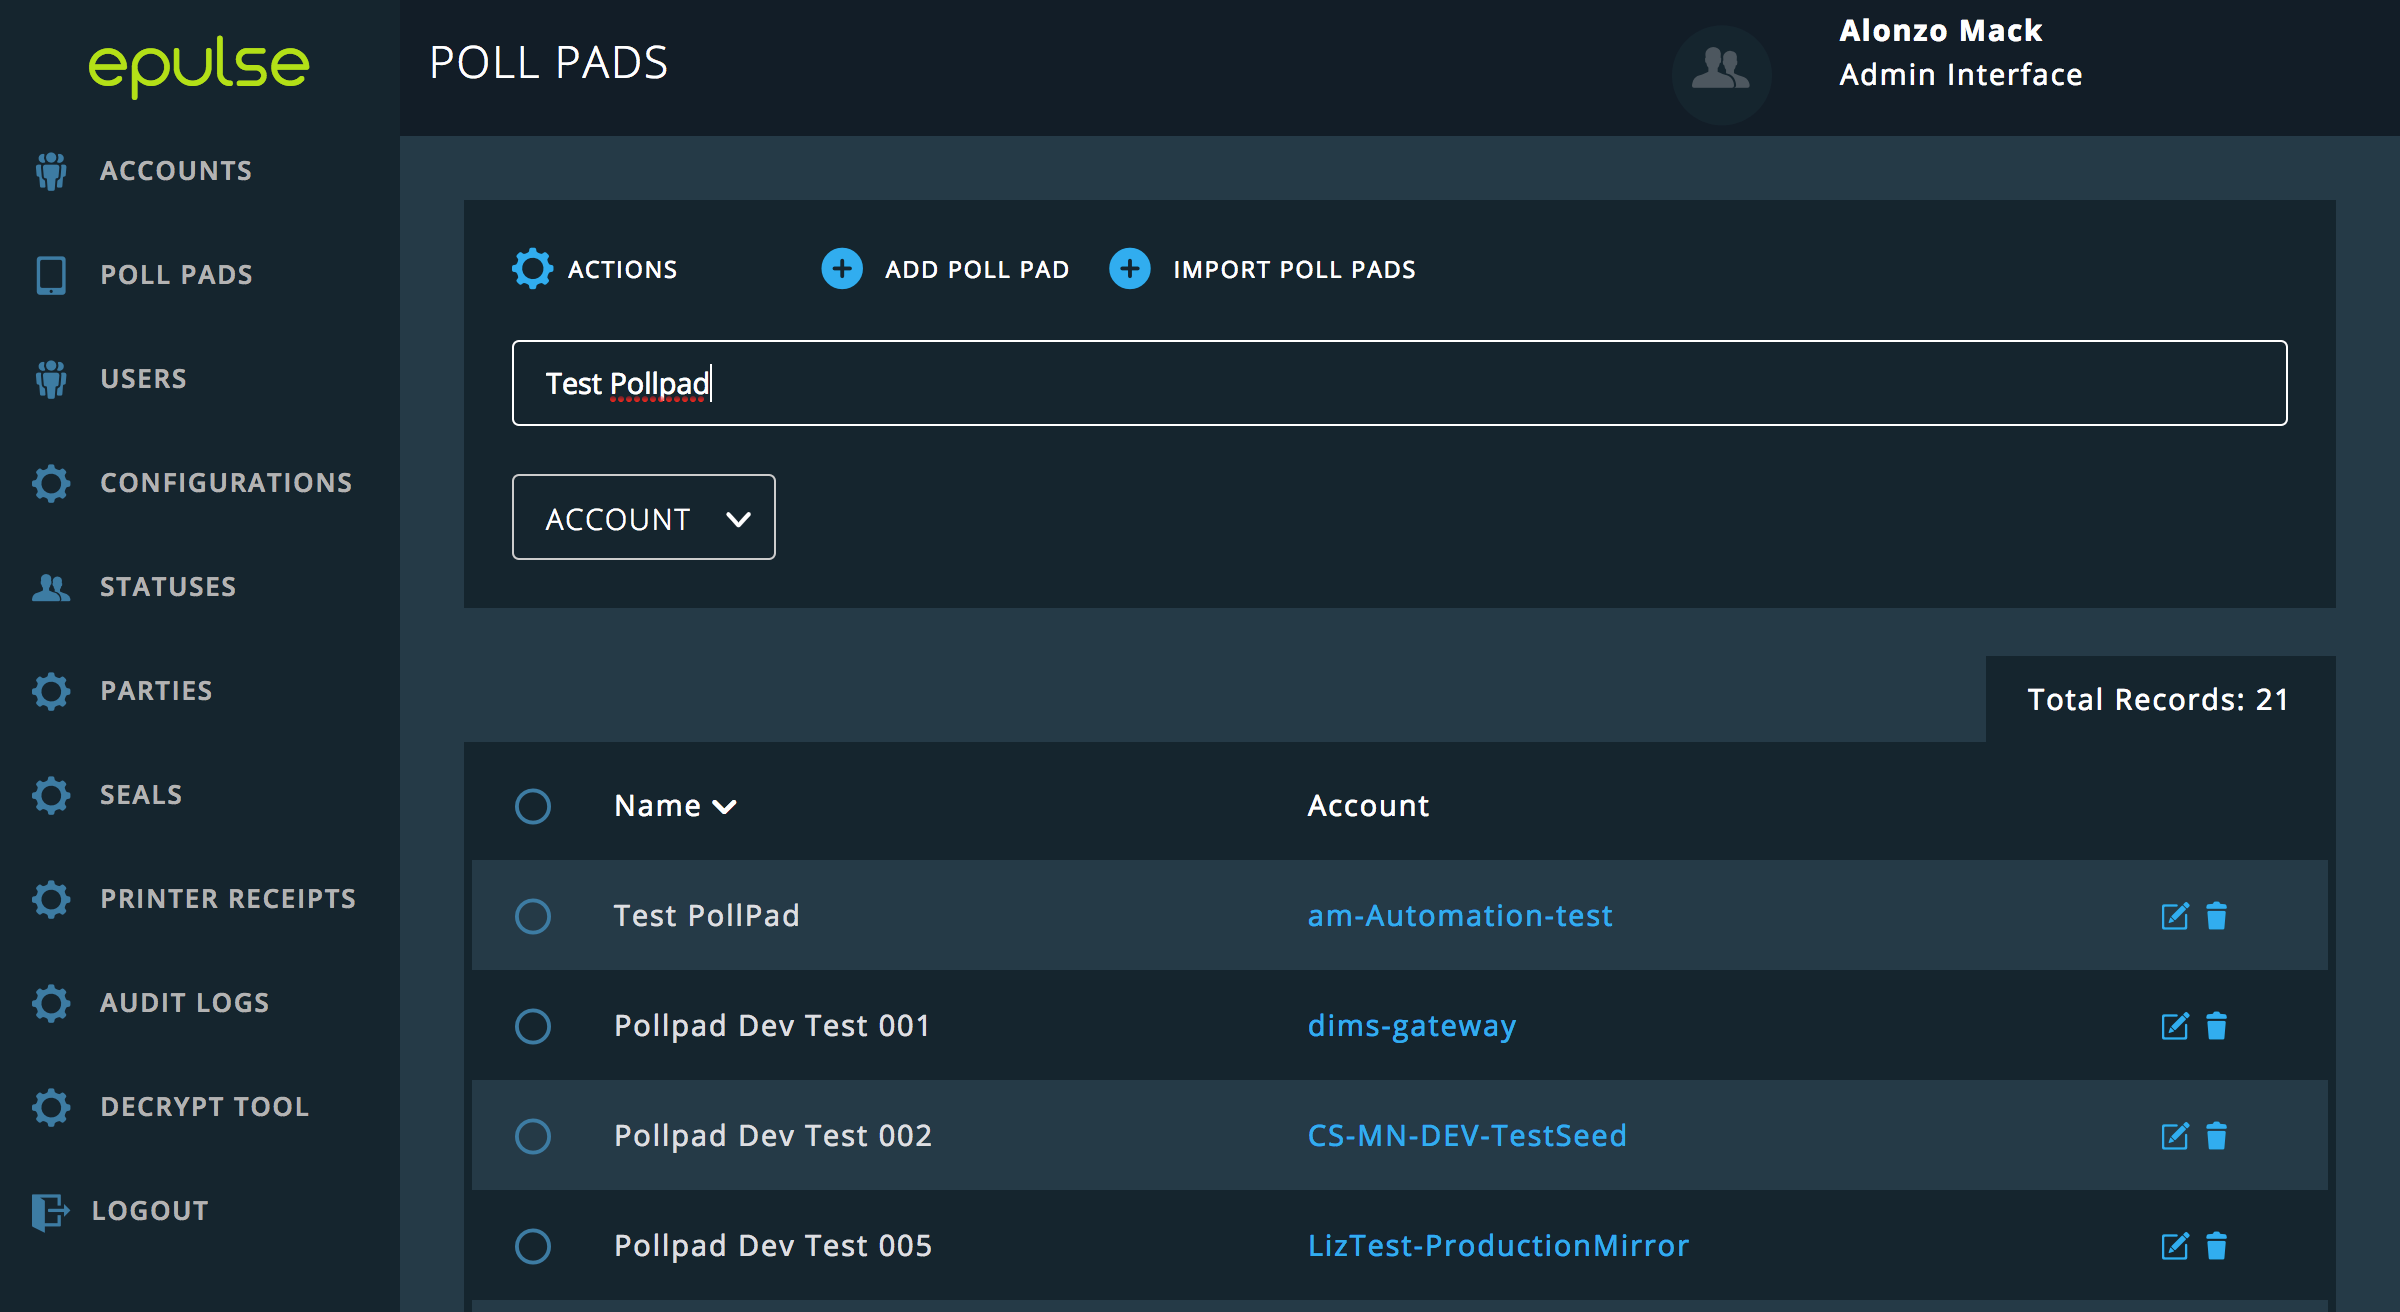 epulse
POLL PADS
Alonzo Mack
Admin Interface
ACCOUNTS
POLL PADS
USERS
CONFIGURATIONS
STATUSES
PARTIES
SEALS
PRINTER RECEIPTS
AUDIT LOGS
DECRYPT TOOL
LOGOUT
ACTIONS ADD POLL PAD IMPORT POLL PADS
Test Pollpad
ACCOUNT
Total Records: 21
Name Account
Test PollPad am-Automation-test
Pollpad Dev Test 001 dims-gateway
Pollpad Dev Test 002 CS-MN-DEV-TestSeed
Pollpad Dev Test 005 LizTest-ProductionMirror